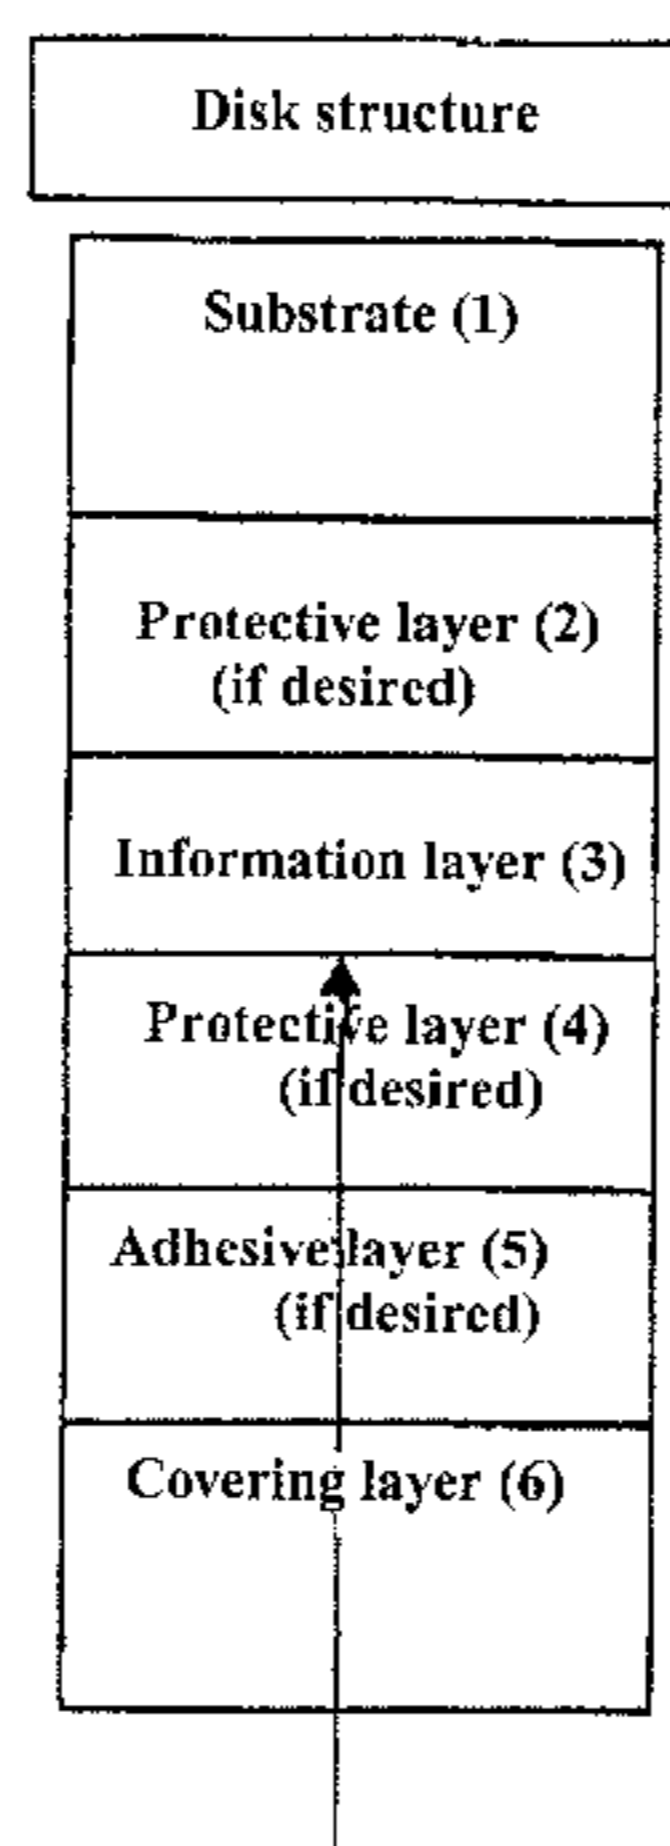 Disk structure
Substrate (1)
Protective layer (2)
(if desired)
Information layer (3)
Protective layer (4)
(if desired)
Adhesive layer (5)
(if desired)
Covering layer (6)